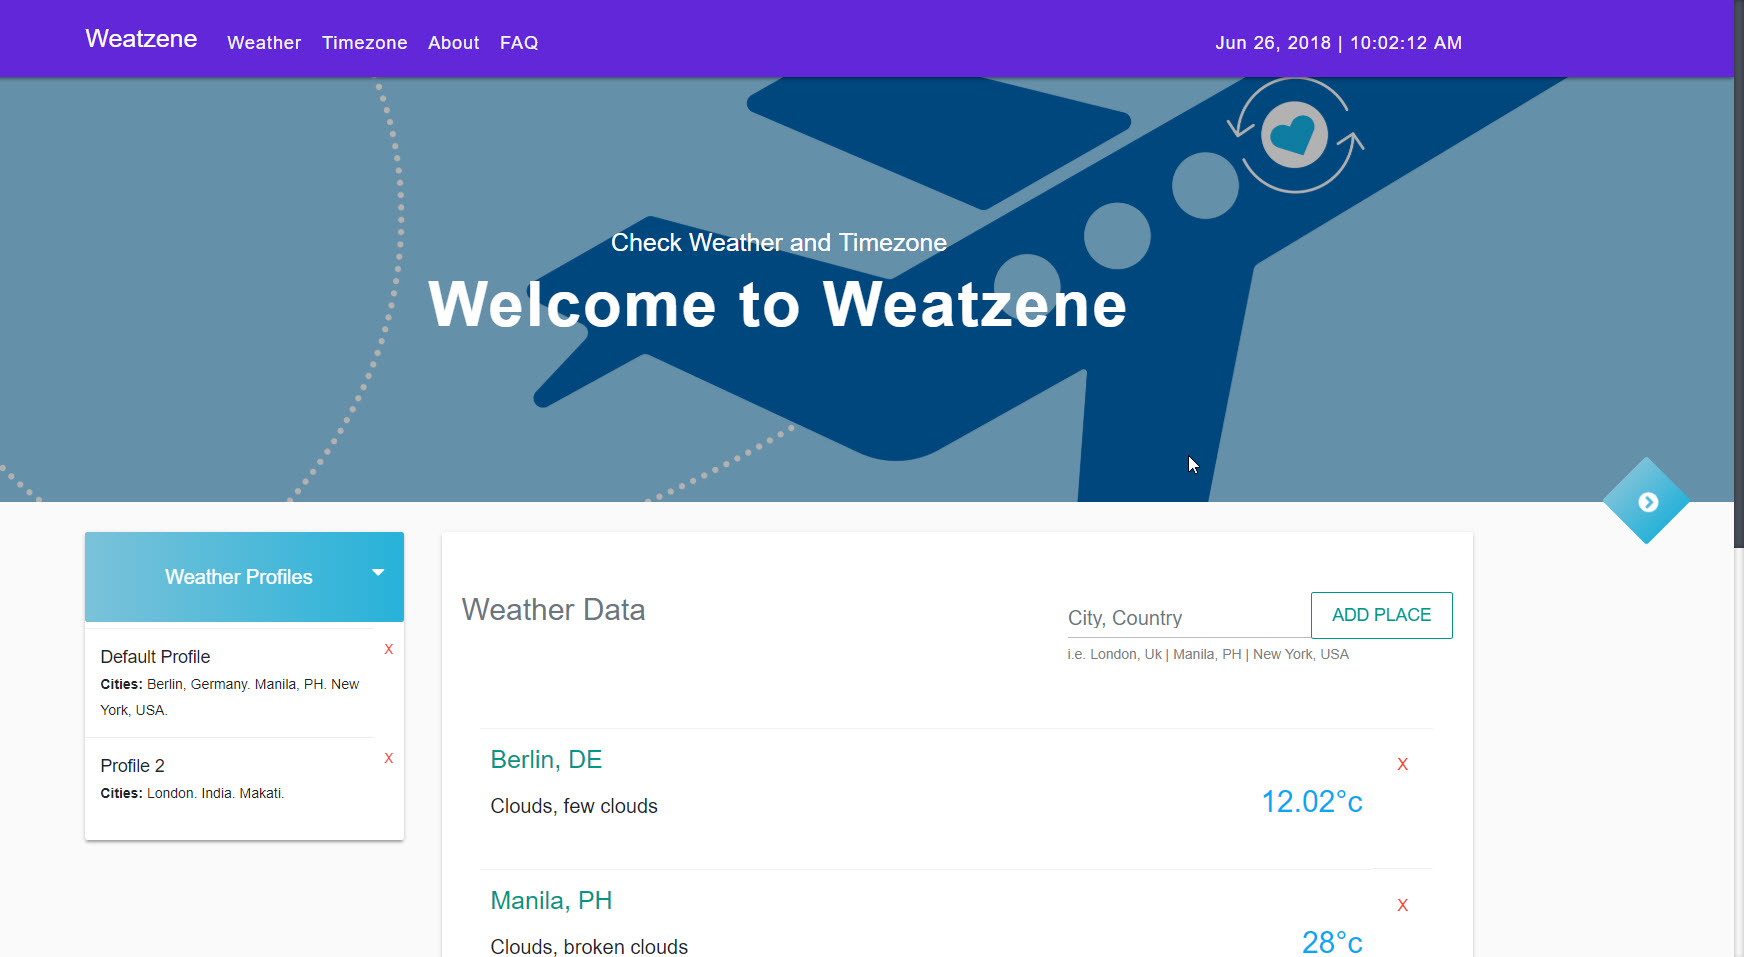 Weatzene Weather Timezone About FAQ Jun 26, 2018 | 10:02:12 AM
Check Weather and Timezone
Welcome to Weatzene
Weather Profiles
Default Profile X
Cities: Berlin, Germany. Manila, PH. New
York, USA.
Profile 2 X
Cities: London. India. Makati.
Weather Data
City, Country ADD PLACE
i.e. London, Uk | Manila, PH | New York, USA
Berlin, DE X
Clouds, few clouds 12.02°c
Manila, PH X
Clouds, broken clouds 28°c